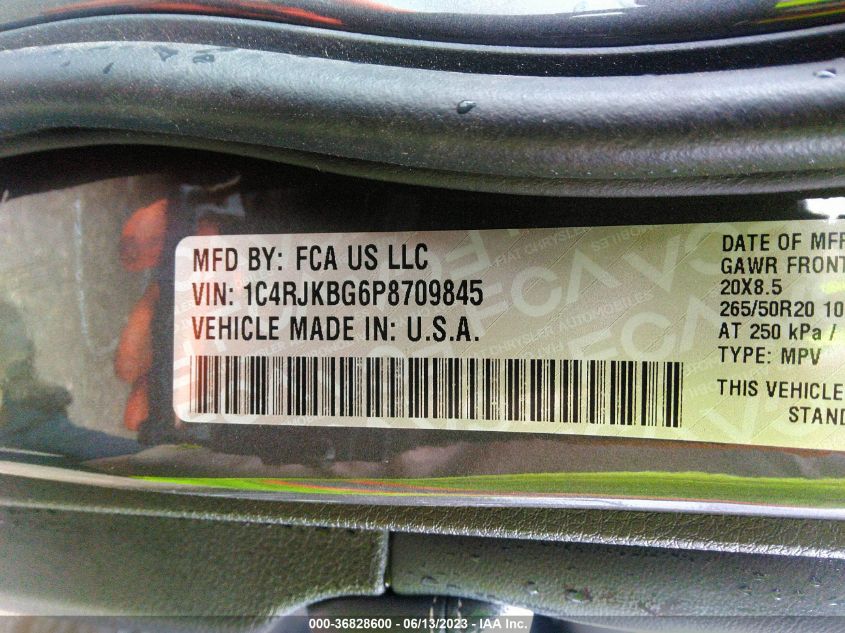 MFD BY: FCA US LLC
VIN: 1C4RJKBG6P8709845
VEHICLE MADE IN: U.S.A.
DATE OF MFR
GAWR FRONT
20X8.5
265/50R20 10
AT 250 kPa /
TYPE: MPV
THIS VEHICLE
STAND
000-36828600 - 06/13/2023 - IAA